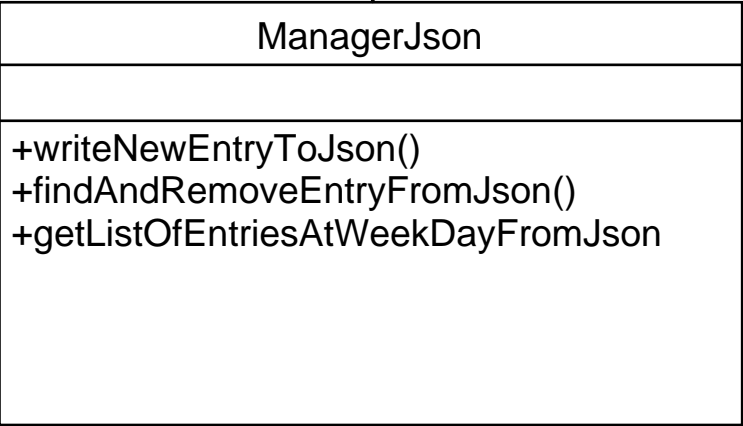 ManagerJson
+writeNewEntryToJson()
+findAndRemoveEntryFromJson()
+getListOfEntriesAtWeekDayFromJson